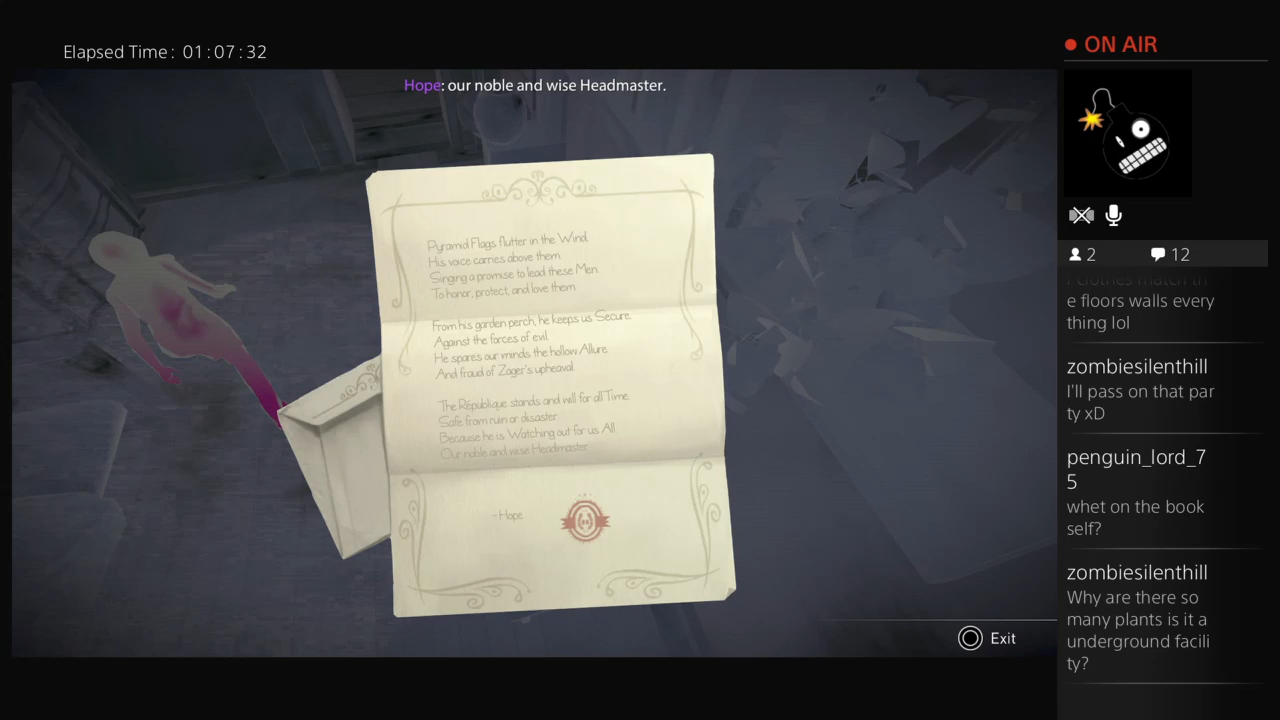 Elapsed Time: 01:07:32
ON AIR
Hope: our noble and wise Headmaster.
Pyramid Flags flutter in the Wind.
His voice carries above them.
Singing a promise to lead these Men
To honor, protect, and love them.
From his garden perch, he keeps us Secure.
Against the forces of evil.
He spares our minds the hollow Allure
And fraud of Zager's upheaval.
The République stands and will for all Time.
Safe from ruin or disaster
Because he is Watching out for us All
Our noble and wise Headmaster.
-Hope
Exit
2
12
l clothes match th
e floors walls every
thing lol
zombiesilenthill
I'll pass on that par
ty xD
penguin_lord_7
5
whet on the book
self?
zombiesilenthill
Why are there so
many plants is it a
underground facili
ty?